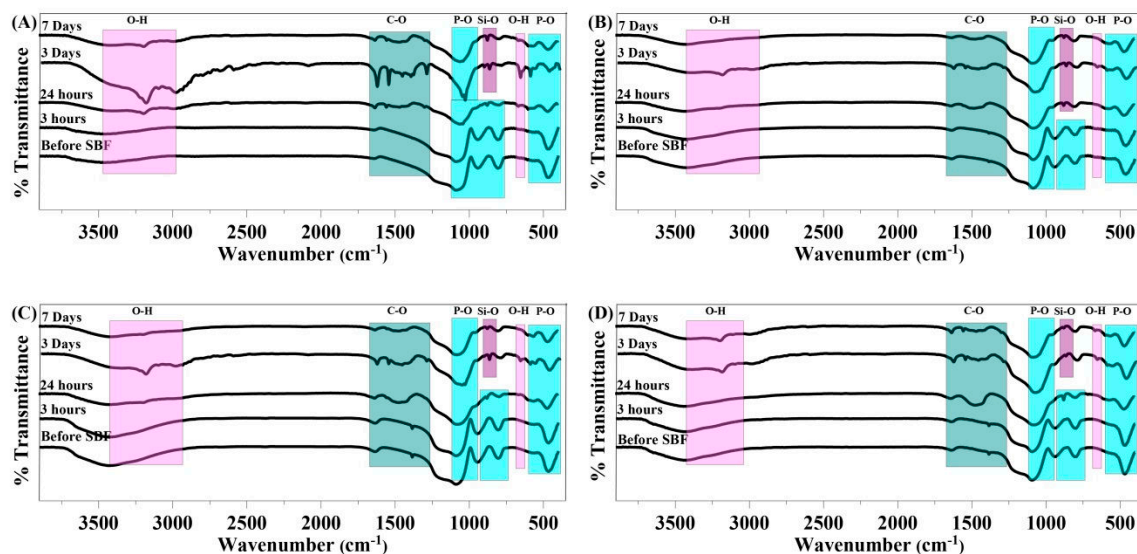 (A) O-H C-O P-O Si-O O-H P-O
7 Days
3 Days
24 hours
3 hours
Before SBF
% Transmittance
3500 3000 2500 2000 1500 1000 500
Wavenumber (cm-1)
(B) O-H C-O P-O Si-O O-H P-O
7 Days
3 Days
24 hours
3 hours
Before SBF
% Transmittance
3500 3000 2500 2000 1500 1000 500
Wavenumber (cm-1)
(C) O-H C-O P-O Si-O O-H P-O
7 Days
3 Days
24 hours
3 hours
Before SBF
% Transmittance
3500 3000 2500 2000 1500 1000 500
Wavenumber (cm-1)
(D) O-H C-O P-O Si-O O-H P-O
7 Days
3 Days
24 hours
3 hours
Before SBF
% Transmittance
3500 3000 2500 2000 1500 1000 500
Wavenumber (cm-1)